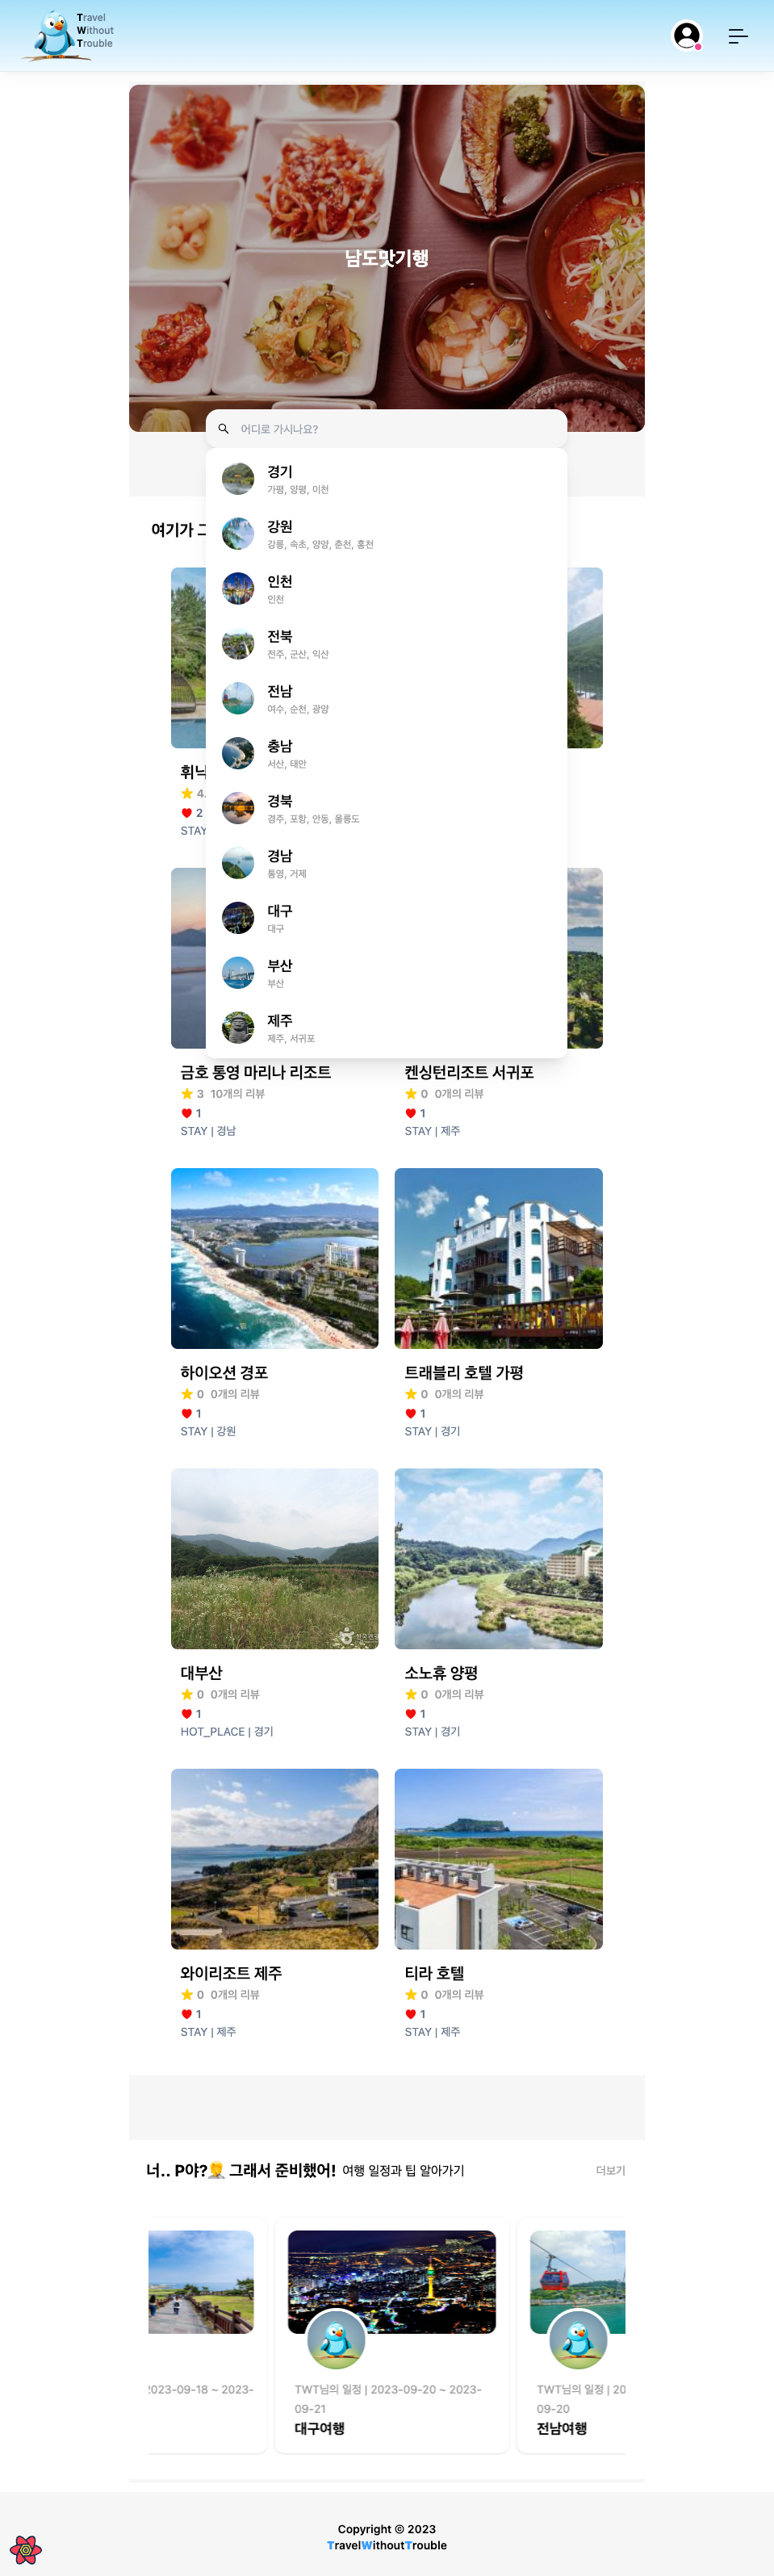 Travel
Without
Trouble
남도맛기행
어디로 가시나요?
경기
가평, 양평, 이천
강원
강릉, 속초, 양양, 춘천, 홍천
인천
인천
전북
전주, 군산, 익산
전남
여수, 순천, 광양
충남
서산, 태안
경북
경주, 포항, 안동, 울릉도
경남
통영, 거제
대구
대구
부산
부산
제주
제주, 서귀포
여기가
휘닉
4.
2
STAY
금호 통영 마리나 리조트
3 10개의 리뷰
1
STAY | 경남
켄싱턴리조트 서귀포
0 0개의 리뷰
1
STAY | 제주
하이오션 경포
0 0개의 리뷰
1
STAY | 강원
트래블리 호텔 가평
0 0개의 리뷰
1
STAY | 경기
대부산
0 0개의 리뷰
1
HOT_PLACE | 경기
소노휴 양평
0 0개의 리뷰
1
STAY | 경기
와이리조트 제주
0 0개의 리뷰
1
STAY | 제주
티라 호텔
0 0개의 리뷰
1
STAY | 제주
너.. P야?🤦 그래서 준비했어! 여행 일정과 팁 알아가기
더보기
2023-09-18 ~ 2023-
TWT님의 일정 | 2023-09-20 ~ 2023-
09-21
대구여행
TWT님의 일정 | 20
09-20
전남여행
Copyright © 2023
TravelWithoutTrouble